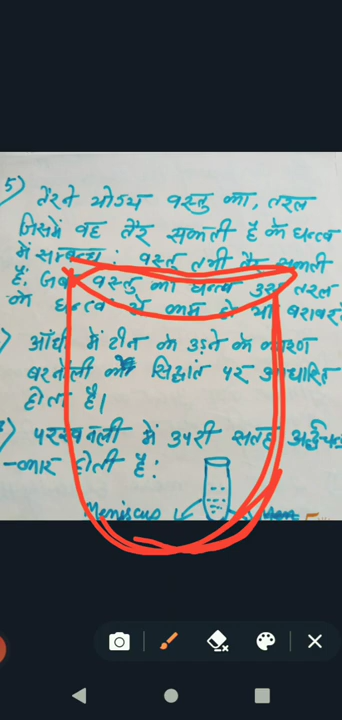 5) तैरने योग्य वस्तु का, तरल
जिसमें वह तैर सकती है के घनत्व
में सम्बन्ध: वस्तु तभी तैर सकती
है, जब वस्तु का घनत्व उस तरल
के घनत्व से कम हो या बराबर
) आँधी में टीन के उड़ने के कारण
बरनौली के सिद्धांत पर आधारित
होता है।
) परखनली में उपरी सतह
-कार होती है:
Meniscus